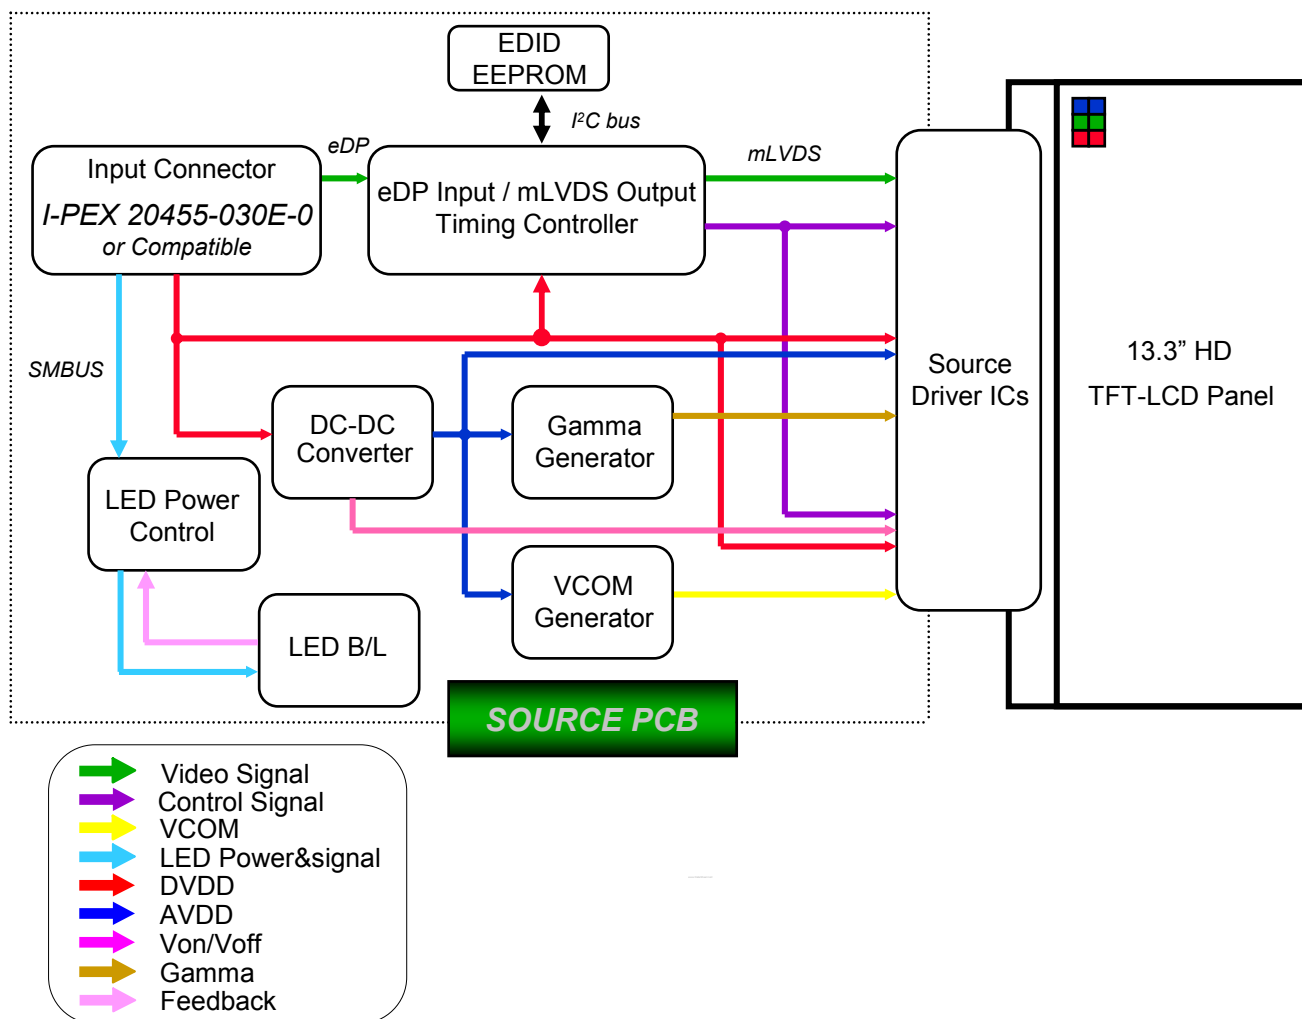 EDID
EEPROM
I²C bus
eDP
mLVDS
Input Connector
I-PEX 20455-030E-0
or Compatible
eDP Input / mLVDS Output
Timing Controller
SMBUS
DC-DC
Converter
Gamma
Generator
Source
Driver ICs
13.3” HD
TFT-LCD Panel
LED Power
Control
VCOM
Generator
LED B/L
SOURCE PCB
Video Signal
Control Signal
VCOM
LED Power&signal
DVDD
AVDD
Von/Voff
Gamma
Feedback